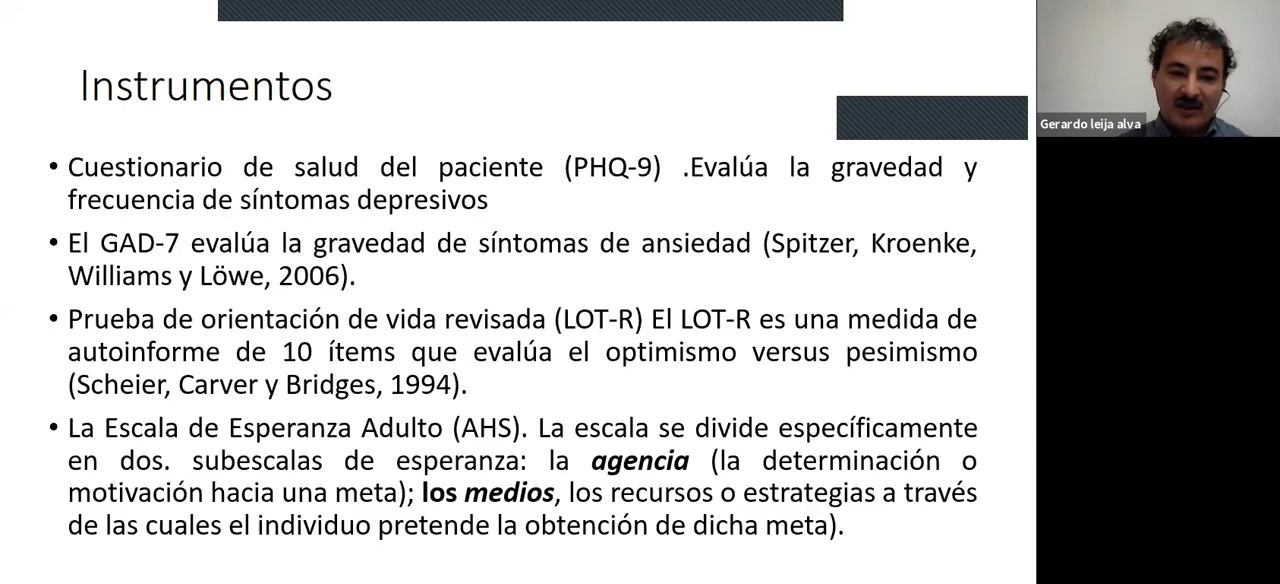 Instrumentos
Gerardo leija alva
• Cuestionario de salud del paciente (PHQ-9) .Evalúa la gravedad y
frecuencia de síntomas depresivos
• El GAD-7 evalúa la gravedad de síntomas de ansiedad (Spitzer, Kroenke,
Williams y Löwe, 2006).
• Prueba de orientación de vida revisada (LOT-R) El LOT-R es una medida de
autoinforme de 10 ítems que evalúa el optimismo versus pesimismo
(Scheier, Carver y Bridges, 1994).
• La Escala de Esperanza Adulto (AHS). La escala se divide específicamente
en dos. subescalas de esperanza: la agencia (la determinación o
motivación hacia una meta); los medios, los recursos o estrategias a través
de las cuales el individuo pretende la obtención de dicha meta).